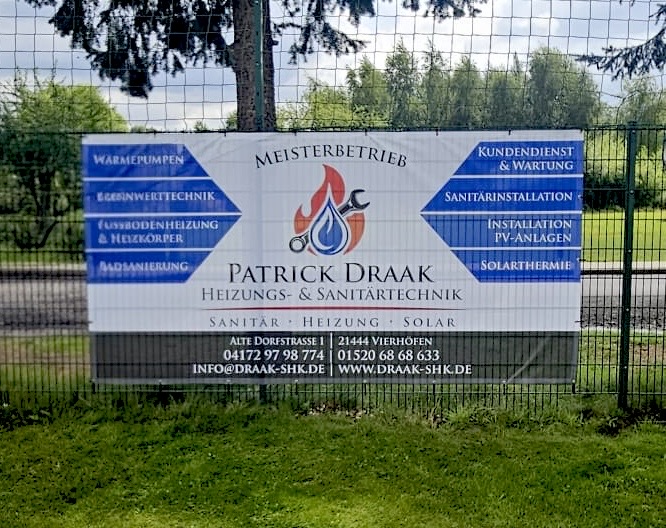 MEISTERBETRIEB
WÄRMEPUMPEN
BRENNWERTTECHNIK
FUSSBODENHEIZUNG
& HEIZKÖRPER
BADSANIERUNG
KUNDENDIENST
& WARTUNG
SANITÄRINSTALLATION
INSTALLATION
PV-ANLAGEN
SOLARTHERMIE
PATRICK DRAAK
HEIZUNGS- & SANITÄRTECHNIK
SANITÄR · HEIZUNG · SOLAR
ALTE DORFSTRASSE 1 | 21444 VIERHÖFEN
04172 97 98 774 | 01520 68 68 633
INFO@DRAAK-SHK.DE | WWW.DRAAK-SHK.DE